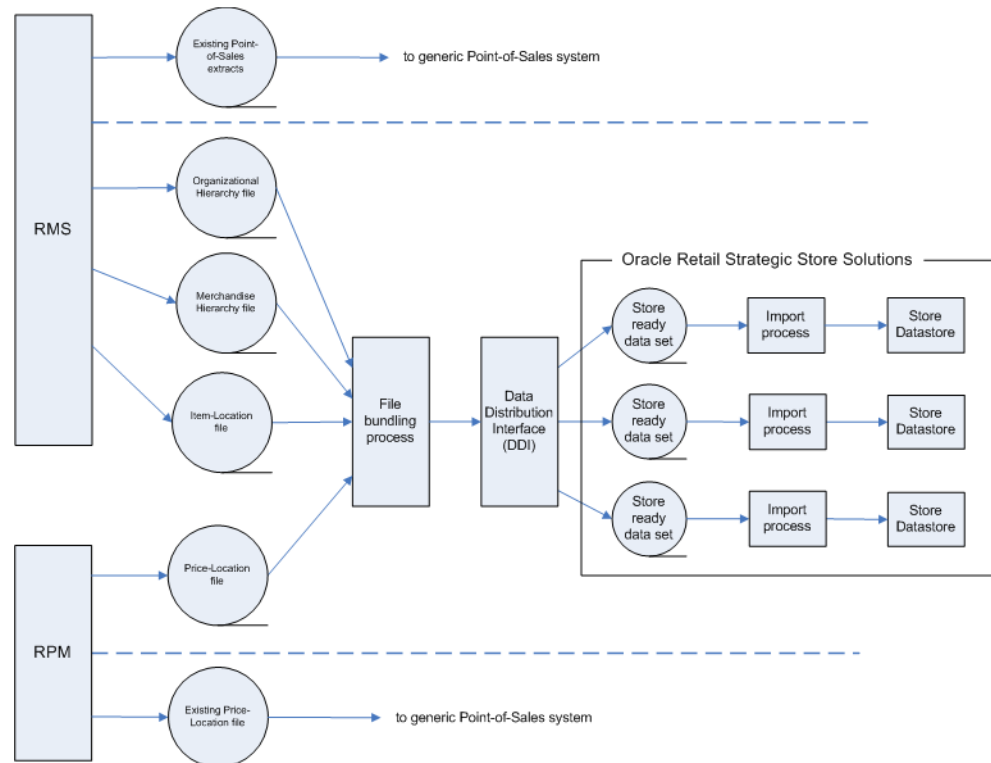 Existing Point-
of-Sales
extracts
to generic Point-of-Sales system
RMS
Organizational
Hierarchy file
Merchandise
Hierarchy file
Item-Location
file
File
bundling
process
Data
Distribution
Interface
(DDI)
Oracle Retail Strategic Store Solutions
Store
ready
data set
Import
process
Store
Datastore
Store
ready
data set
Import
process
Store
Datastore
Store
ready
data set
Import
process
Store
Datastore
RPM
Price-Location
file
Existing Price-
Location file
to generic Point-of-Sales system